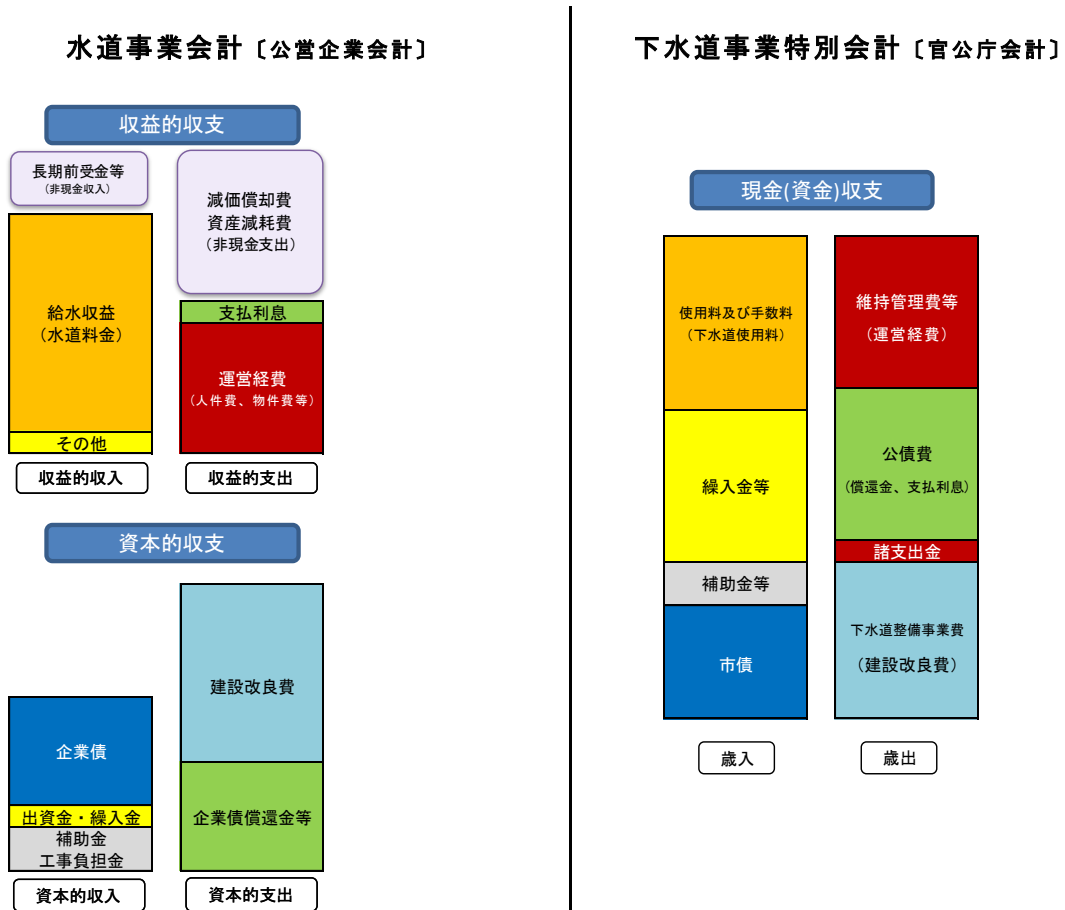 水道事業会計〔公営企業会計〕
収益的収支
長期前受金等
（非現金収入）
給水収益
（水道料金）
その他
収益的収入
減価償却費
資産減耗費
（非現金支出）
支払利息
運営経費
（人件費、物件費等）
収益的支出
資本的収支
企業債
出資金・繰入金
補助金
工事負担金
資本的収入
建設改良費
企業債償還金等
資本的支出
下水道事業特別会計〔官公庁会計〕
現金(資金)収支
使用料及び手数料
（下水道使用料）
繰入金等
補助金等
市債
歳入
維持管理費等
（運営経費）
公債費
(償還金、支払利息)
諸支出金
下水道整備事業費
（建設改良費）
歳出